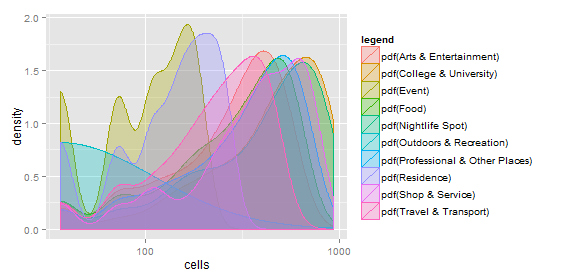 2.0
1.5
1.0
0.5
0.0
density
100
1000
cells
legend
pdf(Arts & Entertainment)
pdf(College & University)
pdf(Event)
pdf(Food)
pdf(Nightlife Spot)
pdf(Outdoors & Recreation)
pdf(Professional & Other Places)
pdf(Residence)
pdf(Shop & Service)
pdf(Travel & Transport)